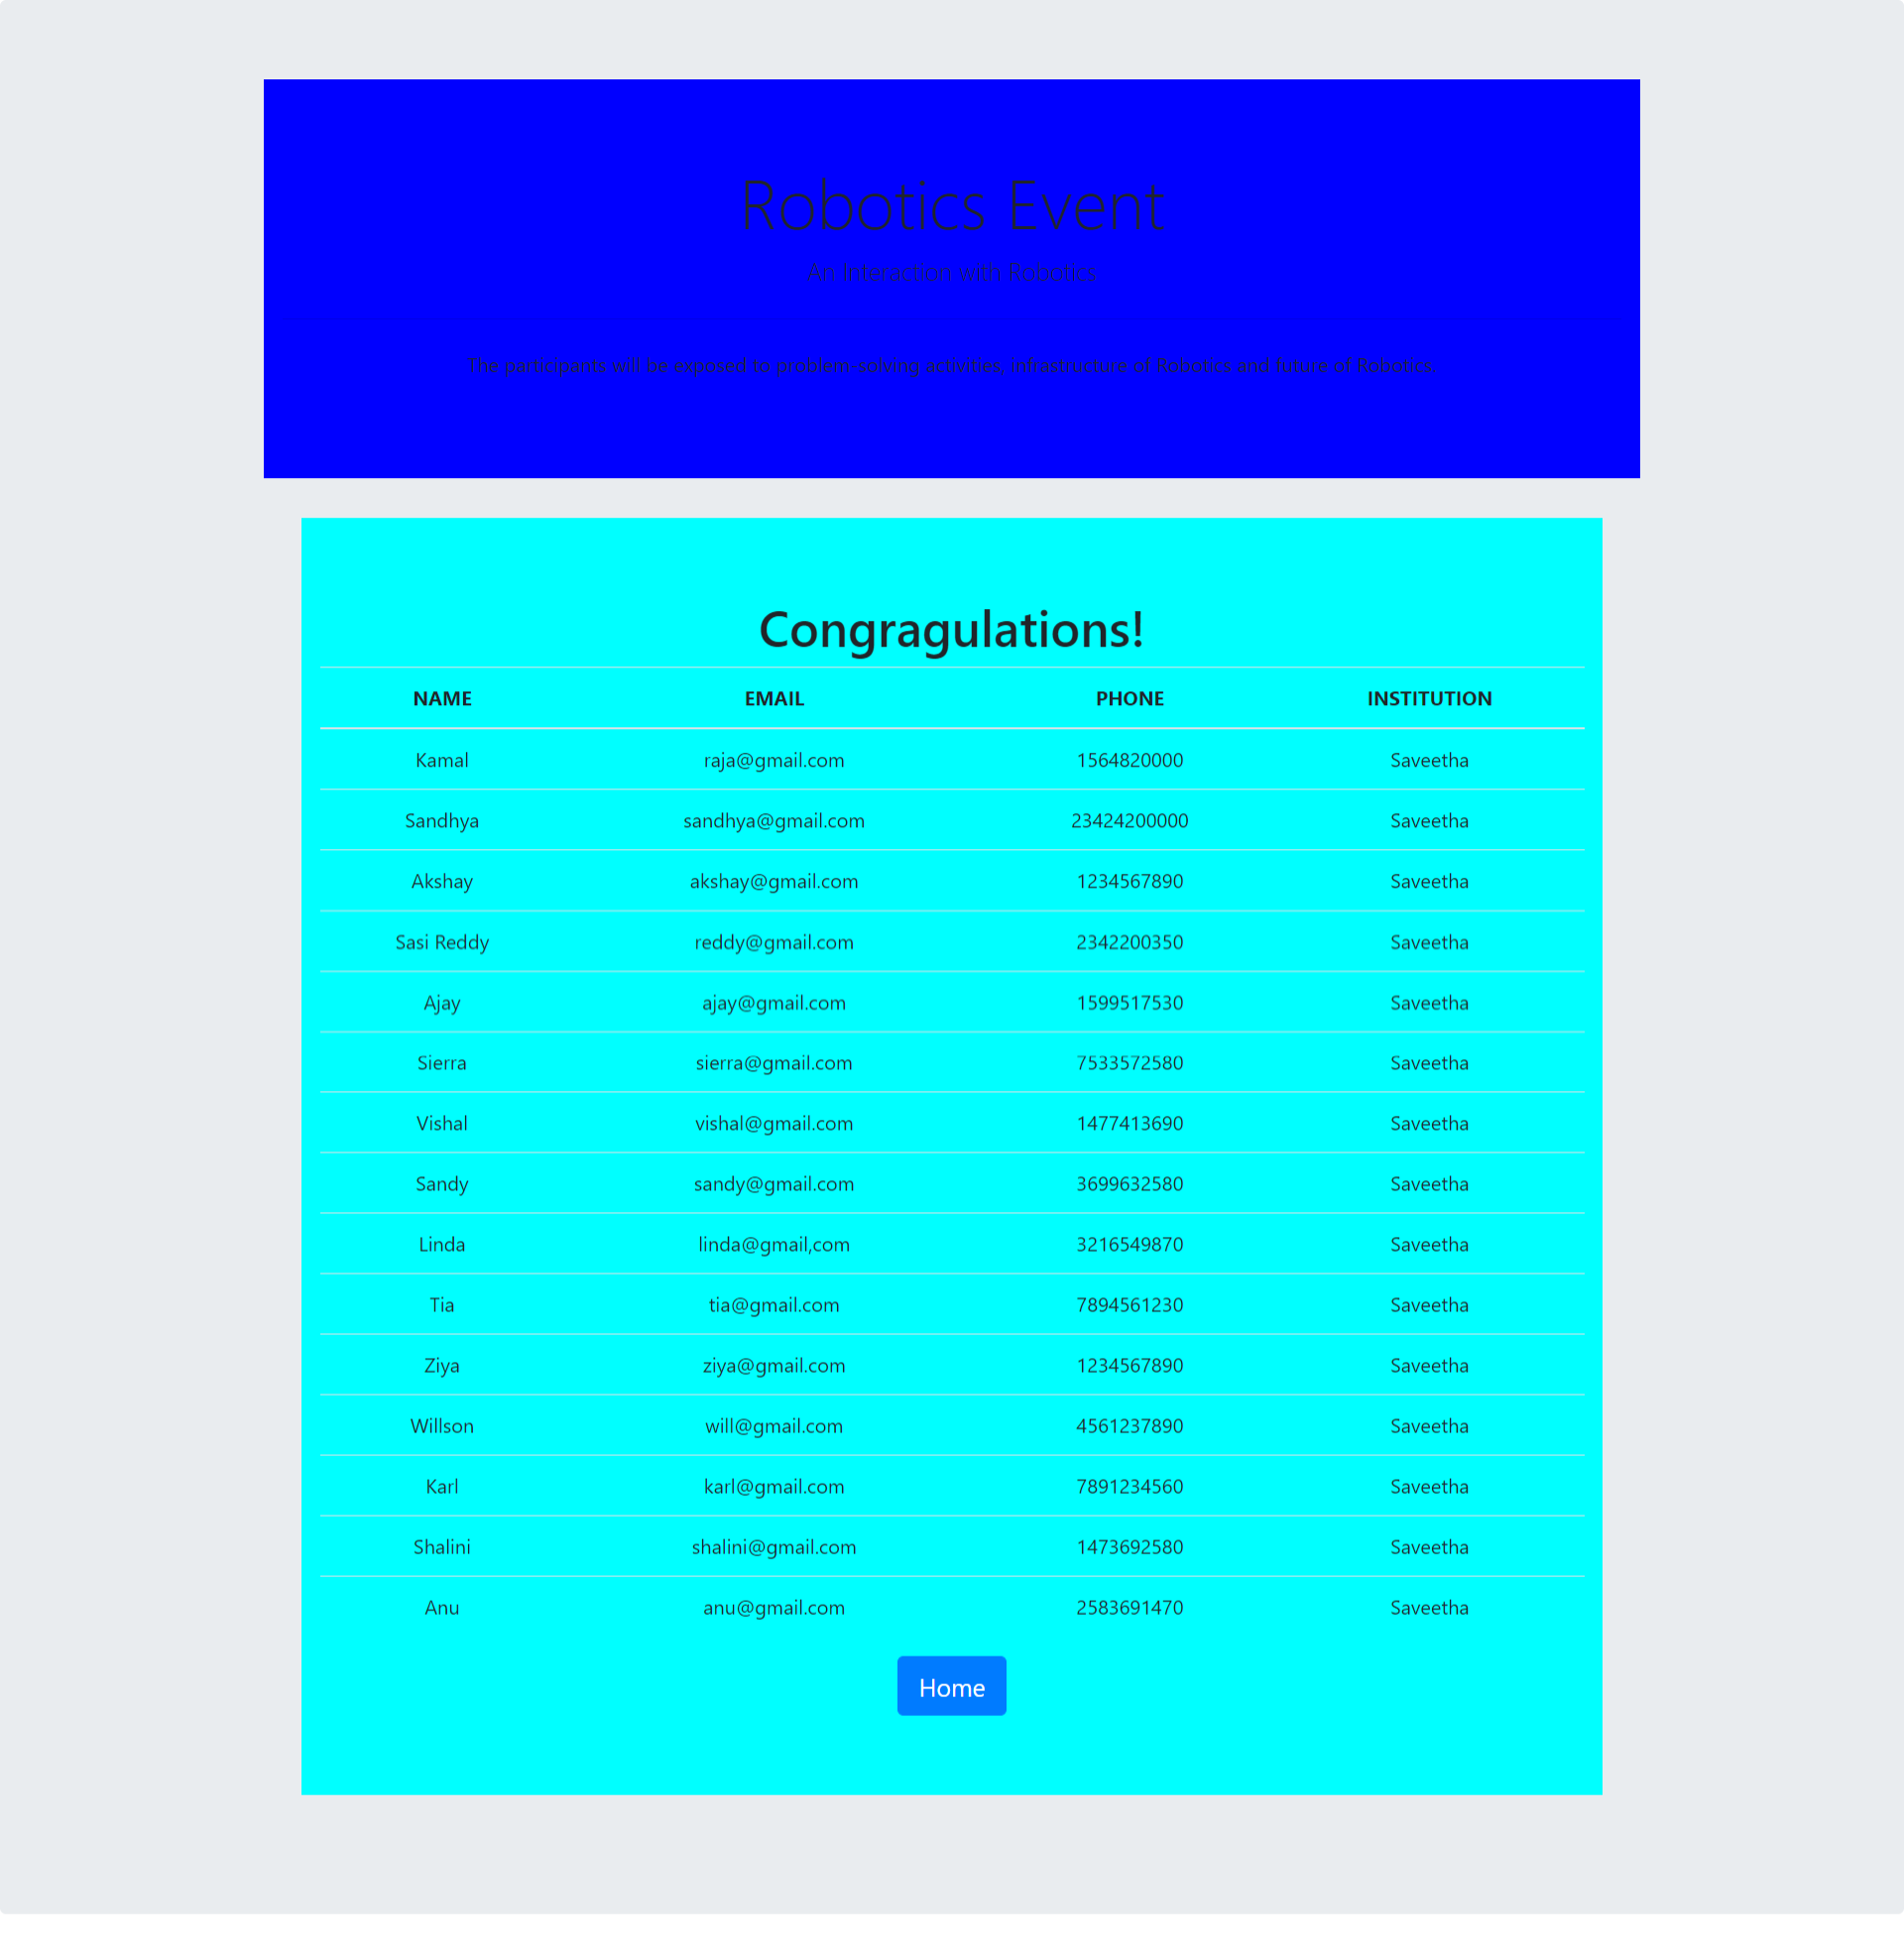 Robotics Event
An Interaction with Robotics
The participants will be exposed to problem-solving activities, infrastructure of Robotics and future of Robotics.
Congragulations!
NAME EMAIL PHONE INSTITUTION
Kamal raja@gmail.com 1564820000 Saveetha
Sandhya sandhya@gmail.com 23424200000 Saveetha
Akshay akshay@gmail.com 1234567890 Saveetha
Sasi Reddy reddy@gmail.com 2342200350 Saveetha
Ajay ajay@gmail.com 1599517530 Saveetha
Sierra sierra@gmail.com 7533572580 Saveetha
Vishal vishal@gmail.com 1477413690 Saveetha
Sandy sandy@gmail.com 3699632580 Saveetha
Linda linda@gmail,com 3216549870 Saveetha
Tia tia@gmail.com 7894561230 Saveetha
Ziya ziya@gmail.com 1234567890 Saveetha
Willson will@gmail.com 4561237890 Saveetha
Karl karl@gmail.com 7891234560 Saveetha
Shalini shalini@gmail.com 1473692580 Saveetha
Anu anu@gmail.com 2583691470 Saveetha
Home